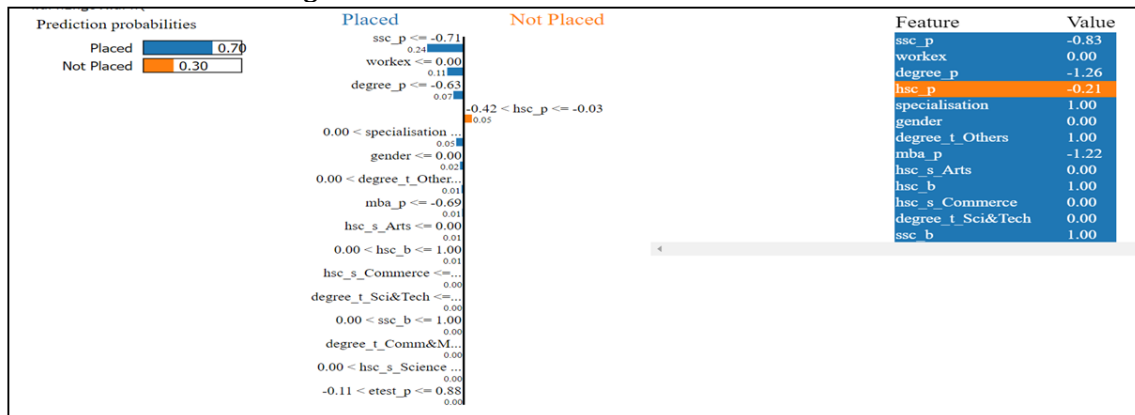 Prediction probabilities
Placed 0.70
Not Placed 0.30
Placed Not Placed
ssc_p <= -0.71
0.24
workex <= 0.00
0.11
degree_p <= -0.63
0.07
-0.42 < hsc_p <= -0.03
0.05
0.00 < specialisation ...
0.05
gender <= 0.00
0.02
0.00 < degree_t_Other...
0.01
mba_p <= -0.69
0.01
hsc_s_Arts <= 0.00
0.01
0.00 < hsc_b <= 1.00
0.01
hsc_s_Commerce <=...
0.00
degree_t_Sci&Tech <=...
0.00
0.00 < ssc_b <= 1.00
0.00
degree_t_Comm&M...
0.00
0.00 < hsc_s_Science ...
0.00
-0.11 < etest_p <= 0.88
0.00
Feature Value
ssc_p -0.83
workex 0.00
degree_p -1.26
hsc_p -0.21
specialisation 1.00
gender 0.00
degree_t_Others 1.00
mba_p -1.22
hsc_s_Arts 0.00
hsc_b 1.00
hsc_s_Commerce 0.00
degree_t_Sci&Tech 0.00
ssc_b 1.00